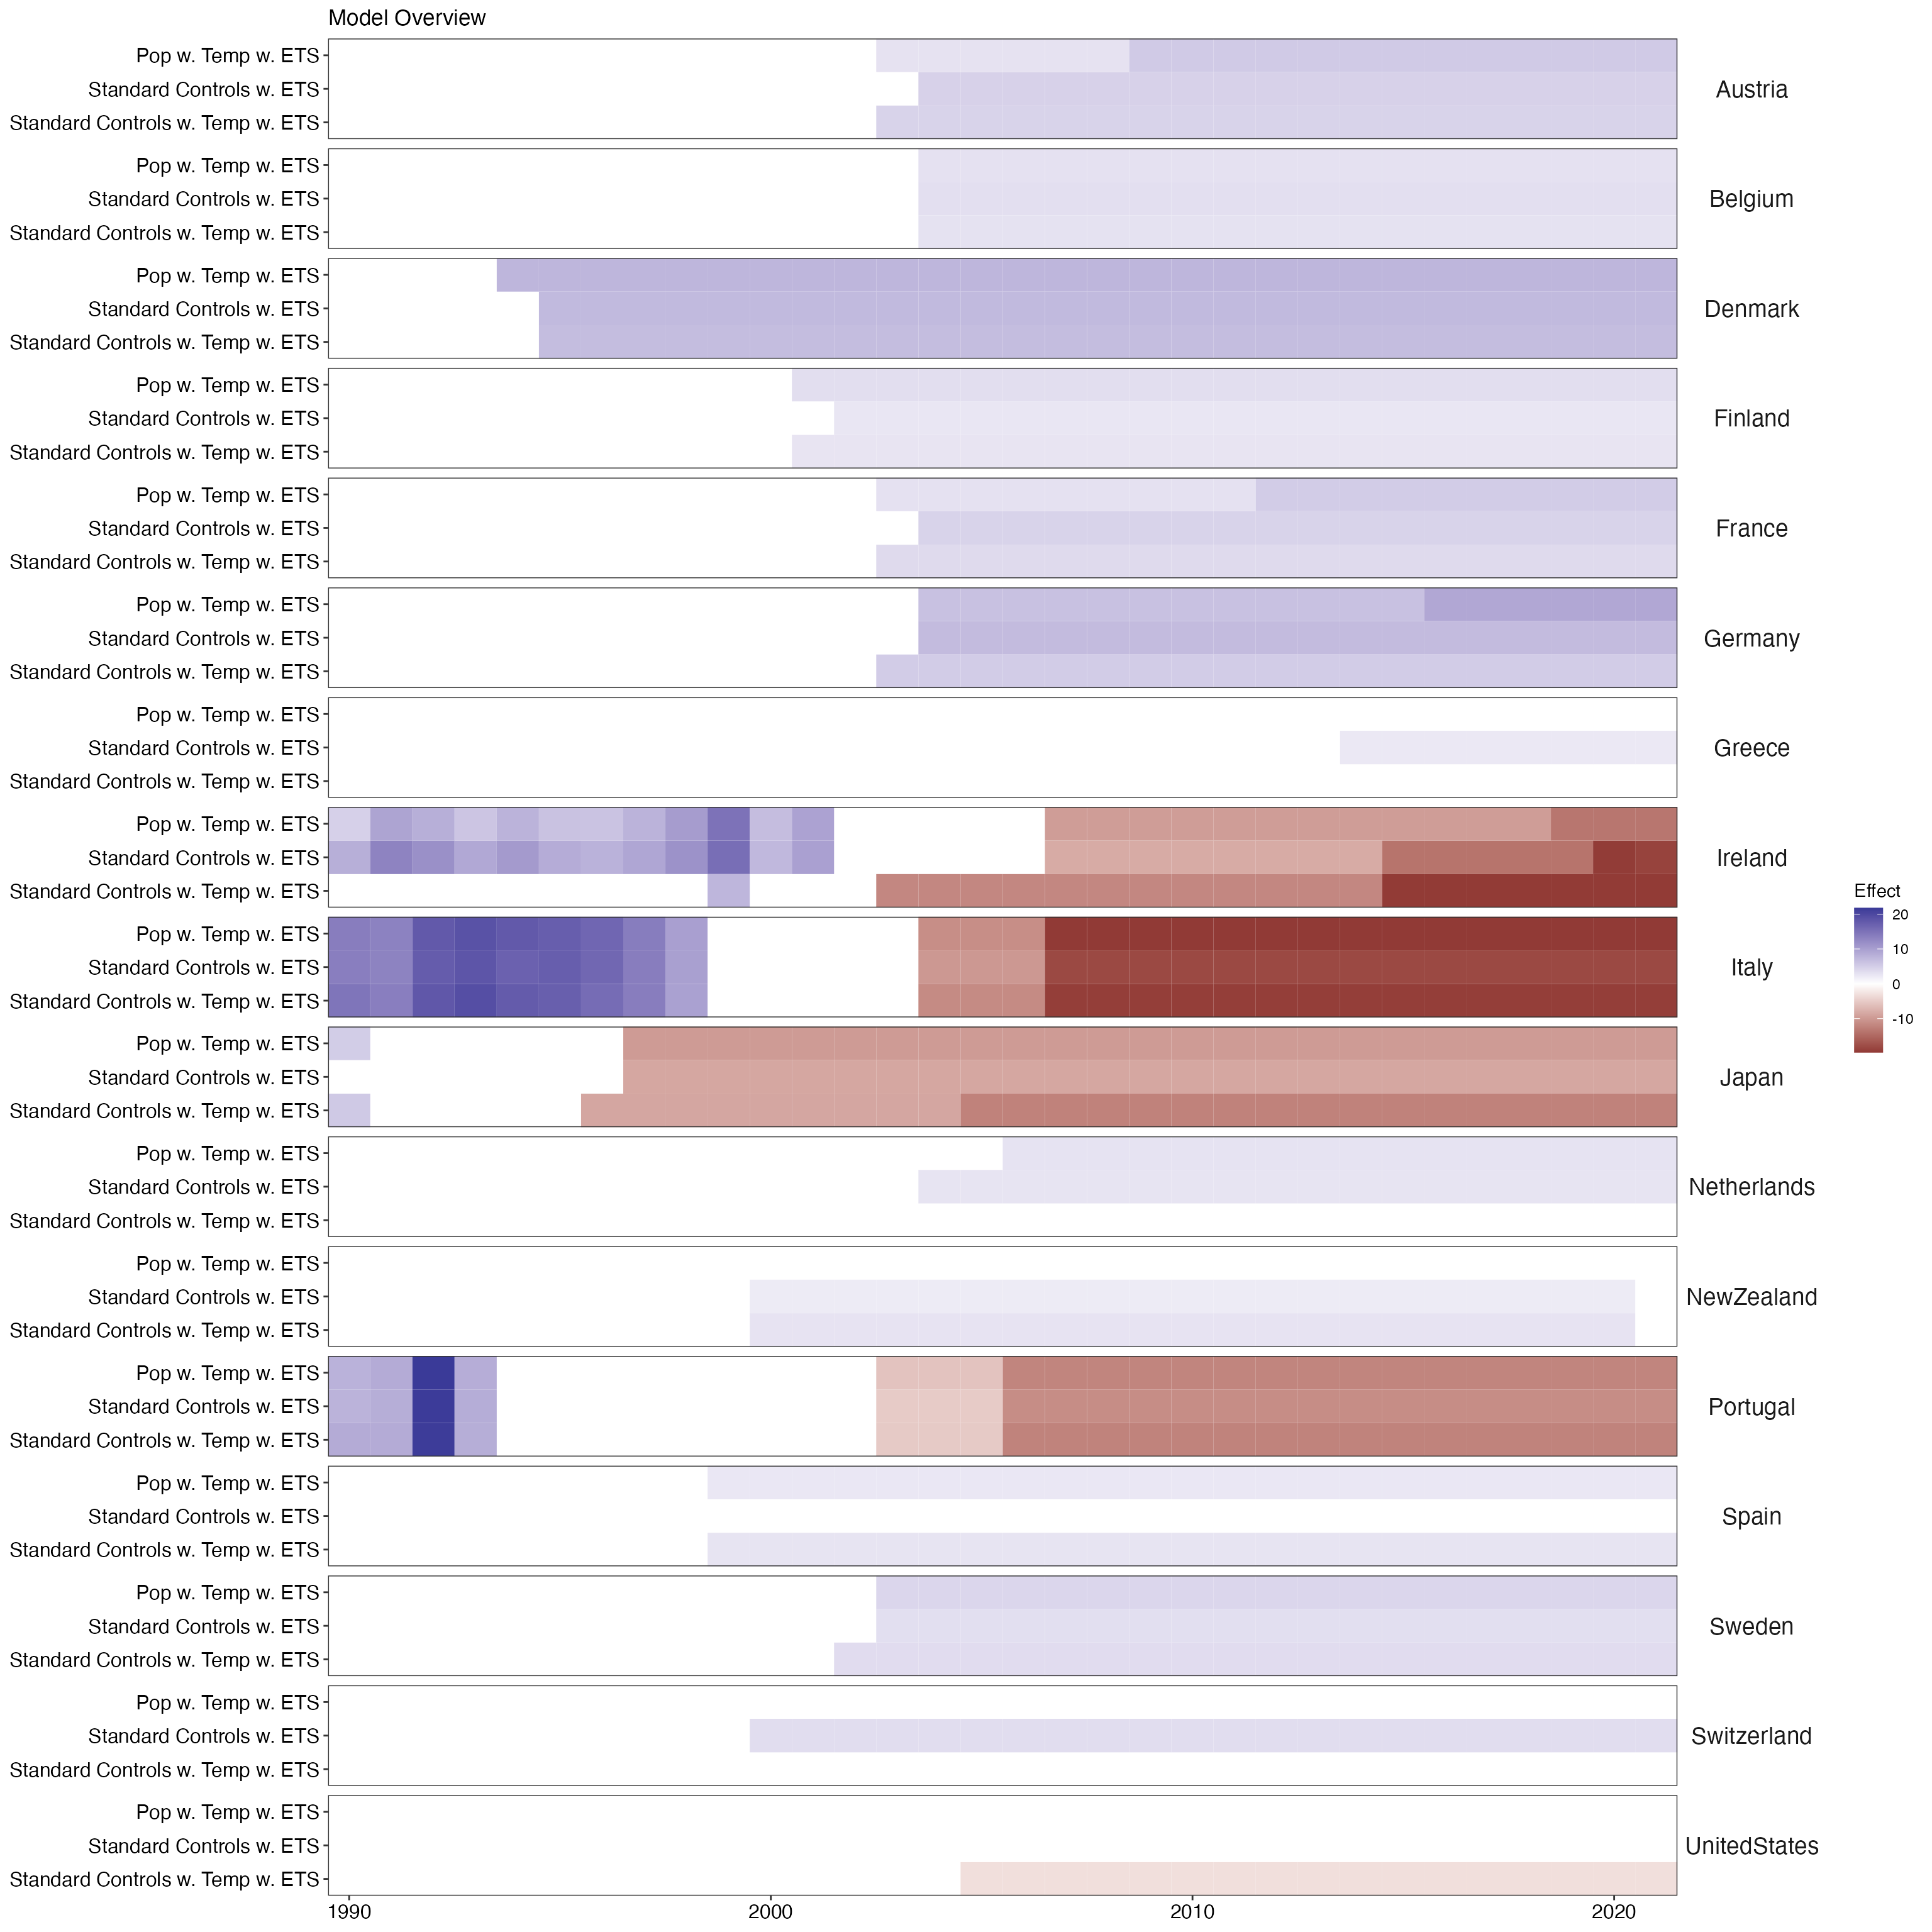 Model Overview
Pop w. Temp w. ETS
Standard Controls w. ETS
Standard Controls w. Temp w. ETS
Austria
Pop w. Temp w. ETS
Standard Controls w. ETS
Standard Controls w. Temp w. ETS
Belgium
Pop w. Temp w. ETS
Standard Controls w. ETS
Standard Controls w. Temp w. ETS
Denmark
Pop w. Temp w. ETS
Standard Controls w. ETS
Standard Controls w. Temp w. ETS
Finland
Pop w. Temp w. ETS
Standard Controls w. ETS
Standard Controls w. Temp w. ETS
France
Pop w. Temp w. ETS
Standard Controls w. ETS
Standard Controls w. Temp w. ETS
Germany
Pop w. Temp w. ETS
Standard Controls w. ETS
Standard Controls w. Temp w. ETS
Greece
Pop w. Temp w. ETS
Standard Controls w. ETS
Standard Controls w. Temp w. ETS
Ireland
Pop w. Temp w. ETS
Standard Controls w. ETS
Standard Controls w. Temp w. ETS
Italy
Pop w. Temp w. ETS
Standard Controls w. ETS
Standard Controls w. Temp w. ETS
Japan
Pop w. Temp w. ETS
Standard Controls w. ETS
Standard Controls w. Temp w. ETS
Netherlands
Pop w. Temp w. ETS
Standard Controls w. ETS
Standard Controls w. Temp w. ETS
NewZealand
Pop w. Temp w. ETS
Standard Controls w. ETS
Standard Controls w. Temp w. ETS
Portugal
Pop w. Temp w. ETS
Standard Controls w. ETS
Standard Controls w. Temp w. ETS
Spain
Pop w. Temp w. ETS
Standard Controls w. ETS
Standard Controls w. Temp w. ETS
Sweden
Pop w. Temp w. ETS
Standard Controls w. ETS
Standard Controls w. Temp w. ETS
Switzerland
Pop w. Temp w. ETS
Standard Controls w. ETS
Standard Controls w. Temp w. ETS
UnitedStates
1990 2000 2010 2020
Effect
20
10
0
-10